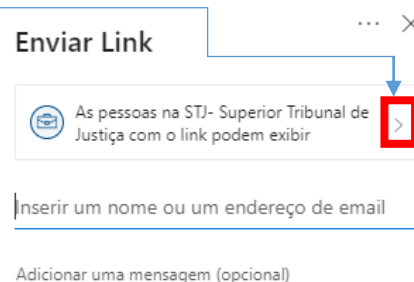 Enviar Link
As pessoas na STJ- Superior Tribunal de
Justiça com o link podem exibir
Inserir um nome ou um endereço de email
Adicionar uma mensagem (opcional)